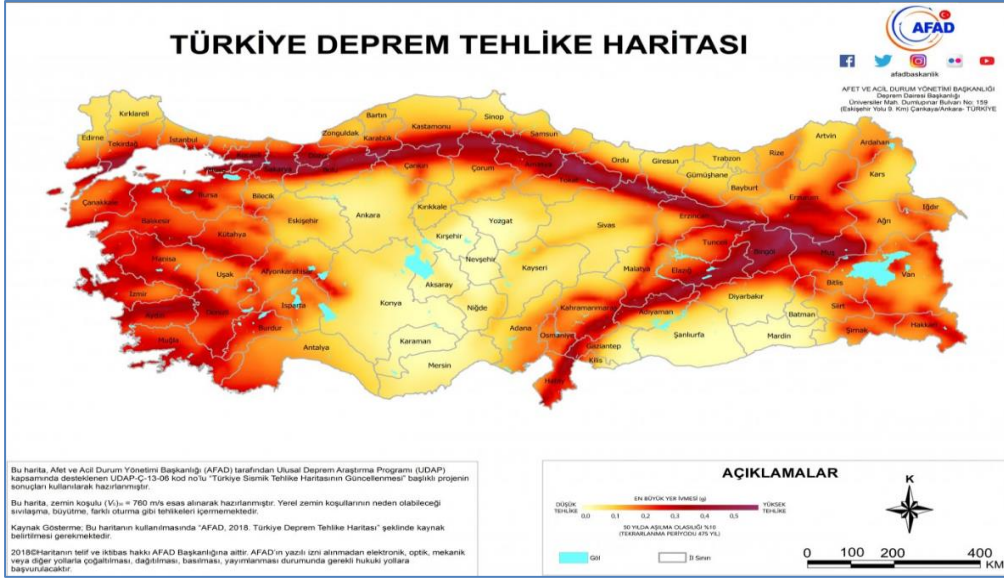 TÜRKİYE DEPREM TEHLİKE HARİTASI
AFAD
afadbaskanlik
AFET VE ACİL DURUM YÖNETİMİ BAŞKANLIĞI
Deprem Dairesi Başkanlığı
Üniversiteler Mah. Dumlupınar Bulvarı No: 159
(Eskişehir Yolu 9. Km) Çankaya/Ankara- TÜRKİYE
Kırklareli
Edirne
Tekirdağ
İstanbul
Zonguldak
Bartın
Karabük
Kastamonu
Sinop
Samsun
Ordu
Giresun
Trabzon
Rize
Artvin
Ardahan
Kars
Gümüşhane
Bayburt
Erzurum
Iğdır
Ağrı
Çanakkale
Bursa
Bilecik
Eskişehir
Ankara
Çankırı
Çorum
Tokat
Kırıkkale
Yozgat
Sivas
Erzincan
Balıkesir
Kütahya
Kırşehir
Tunceli
Bingöl
Muş
Manisa
Uşak
Afyonkarahisar
Nevşehir
Kayseri
Malatya
Elazığ
Bitlis
Van
İzmir
Aydın
Denizli
Isparta
Konya
Aksaray
Niğde
Kahramanmaraş
Adıyaman
Diyarbakır
Batman
Siirt
Şırnak
Hakkari
Muğla
Burdur
Antalya
Karaman
Mersin
Adana
Osmaniye
Gaziantep
Kilis
Şanlıurfa
Mardin
Hatay
Bu harita, Afet ve Acil Durum Yönetimi Başkanlığı (AFAD) tarafından Ulusal Deprem Araştırma Programı (UDAP)
kapsamında desteklenen UDAP-Ç-13-06 kod no'lu "Türkiye Sismik Tehlike Haritasının Güncellenmesi" başlıklı projenin
sonuçları kullanılarak hazırlanmıştır.
Bu harita, zemin koşulu (Vₛ)₃₀ = 760 m/s esas alınarak hazırlanmıştır. Yerel zemin koşullarının neden olabileceği
sıvılaşma, büyütme, farklı oturma gibi tehlikeleri içermemektedir.
Kaynak Gösterme; Bu haritanın kullanılmasında "AFAD, 2018. Türkiye Deprem Tehlike Haritası" şeklinde kaynak
belirtilmesi gerekmektedir.
2018©Haritanın telif ve iktibas hakkı AFAD Başkanlığına aittir. AFAD'ın yazılı izni alınmadan elektronik, optik, mekanik
veya diğer yollarla çoğaltılması, dağıtılması, basılması, yayımlanması durumunda gerekli hukuki yollara
başvurulacaktır.
AÇIKLAMALAR
EN BÜYÜK YER İVMESİ (g)
DÜŞÜK TEHLİKE
YÜKSEK TEHLİKE
0,0 0,1 0,2 0,3 0,4 0,5
50 YILDA AŞILMA OLASILIĞI %10
(TEKRARLANMA PERİYODU 475 YIL)
Göl
İl Sınırı
K
0 100 200 400
KM